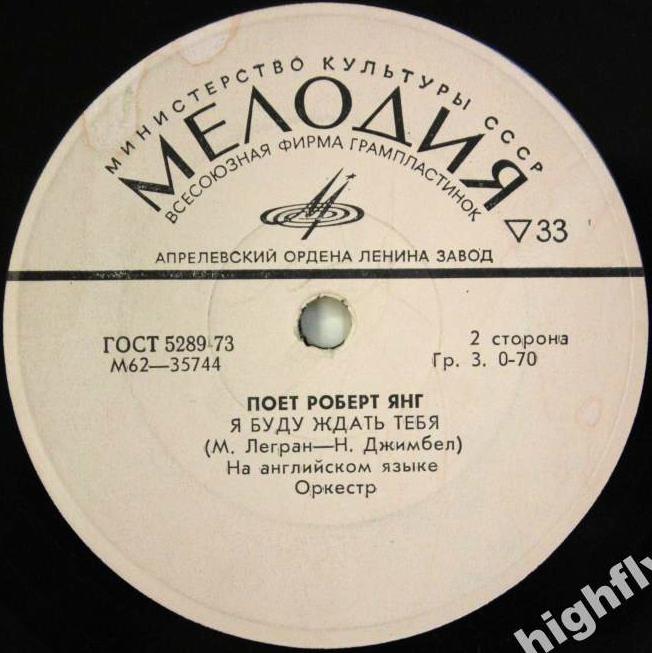 МИНИСТЕРСТВО КУЛЬТУРЫ СССР
МЕЛОДИЯ
ВСЕСОЮЗНАЯ ФИРМА ГРАМПЛАСТИНОК
▽33
АПРЕЛЕВСКИЙ ОРДЕНА ЛЕНИНА ЗАВОД
ГОСТ 5289-73
М62—35744
2 сторона
Гр. 3. 0-70
ПОЕТ РОБЕРТ ЯНГ
Я БУДУ ЖДАТЬ ТЕБЯ
(М. Легран—Н. Джимбел)
На английском языке
Оркестр
highfly